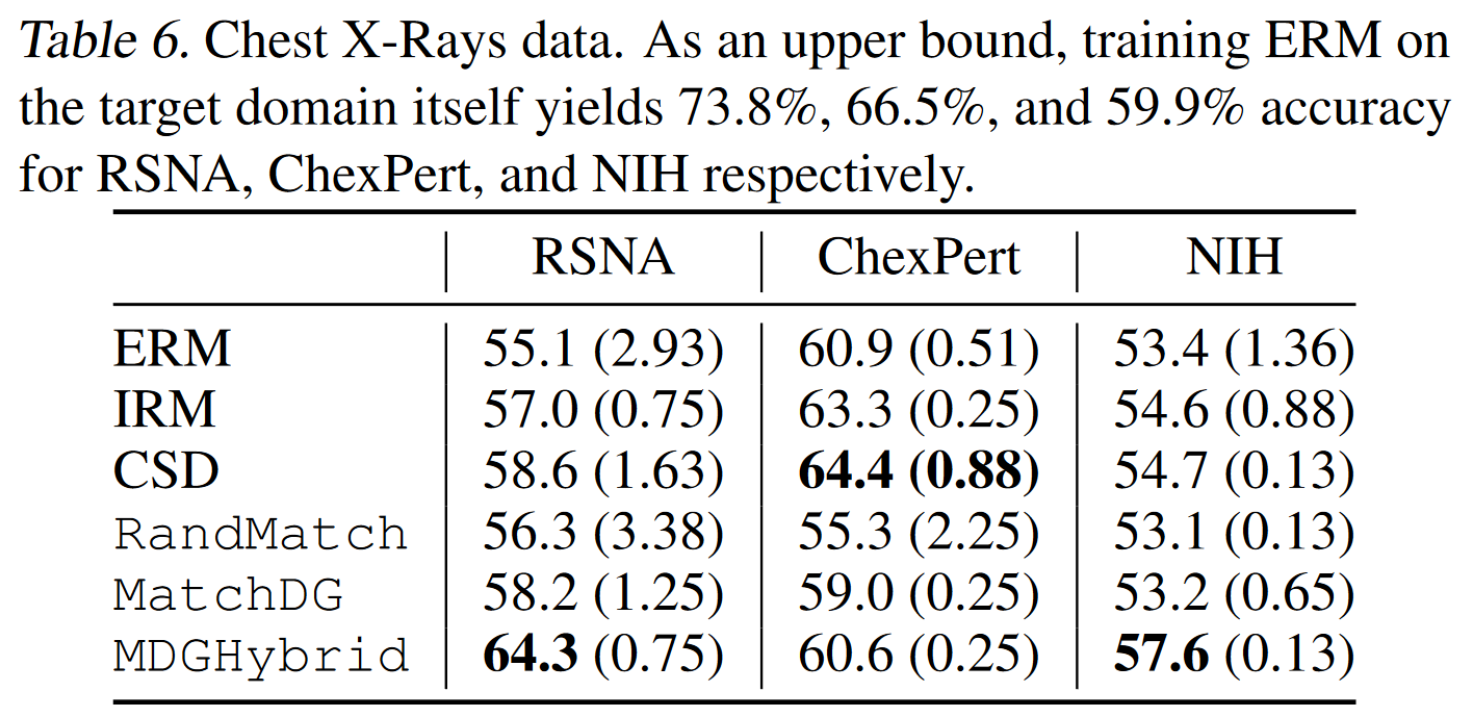 Table 6. Chest X-Rays data. As an upper bound, training ERM on
the target domain itself yields 73.8%, 66.5%, and 59.9% accuracy
for RSNA, ChexPert, and NIH respectively.
RSNA ChexPert NIH
ERM 55.1 (2.93) 60.9 (0.51) 53.4 (1.36)
IRM 57.0 (0.75) 63.3 (0.25) 54.6 (0.88)
CSD 58.6 (1.63) 64.4 (0.88) 54.7 (0.13)
RandMatch 56.3 (3.38) 55.3 (2.25) 53.1 (0.13)
MatchDG 58.2 (1.25) 59.0 (0.25) 53.2 (0.65)
MDGHybrid 64.3 (0.75) 60.6 (0.25) 57.6 (0.13)